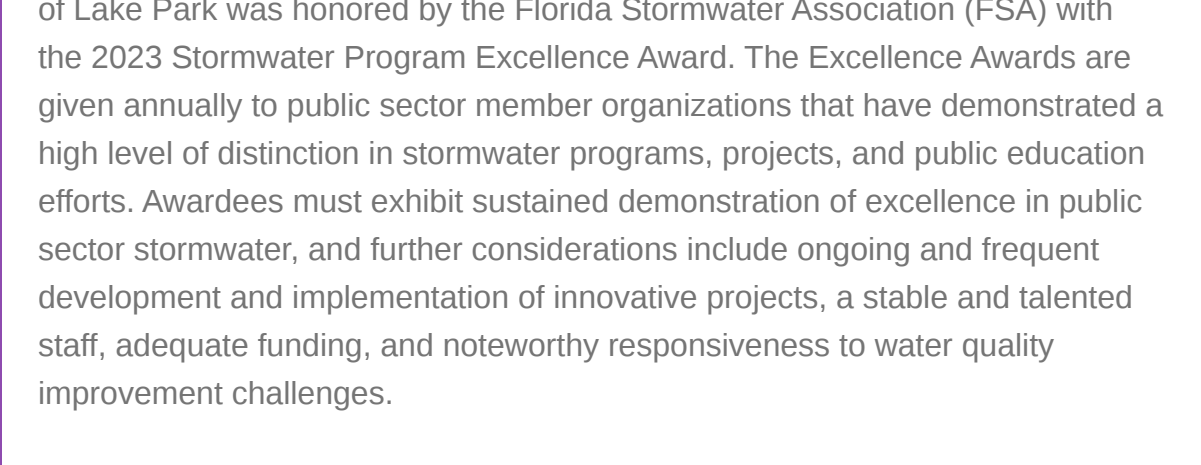 of Lake Park was honored by the Florida Stormwater Association (FSA) with
the 2023 Stormwater Program Excellence Award. The Excellence Awards are
given annually to public sector member organizations that have demonstrated a
high level of distinction in stormwater programs, projects, and public education
efforts. Awardees must exhibit sustained demonstration of excellence in public
sector stormwater, and further considerations include ongoing and frequent
development and implementation of innovative projects, a stable and talented
staff, adequate funding, and noteworthy responsiveness to water quality
improvement challenges.